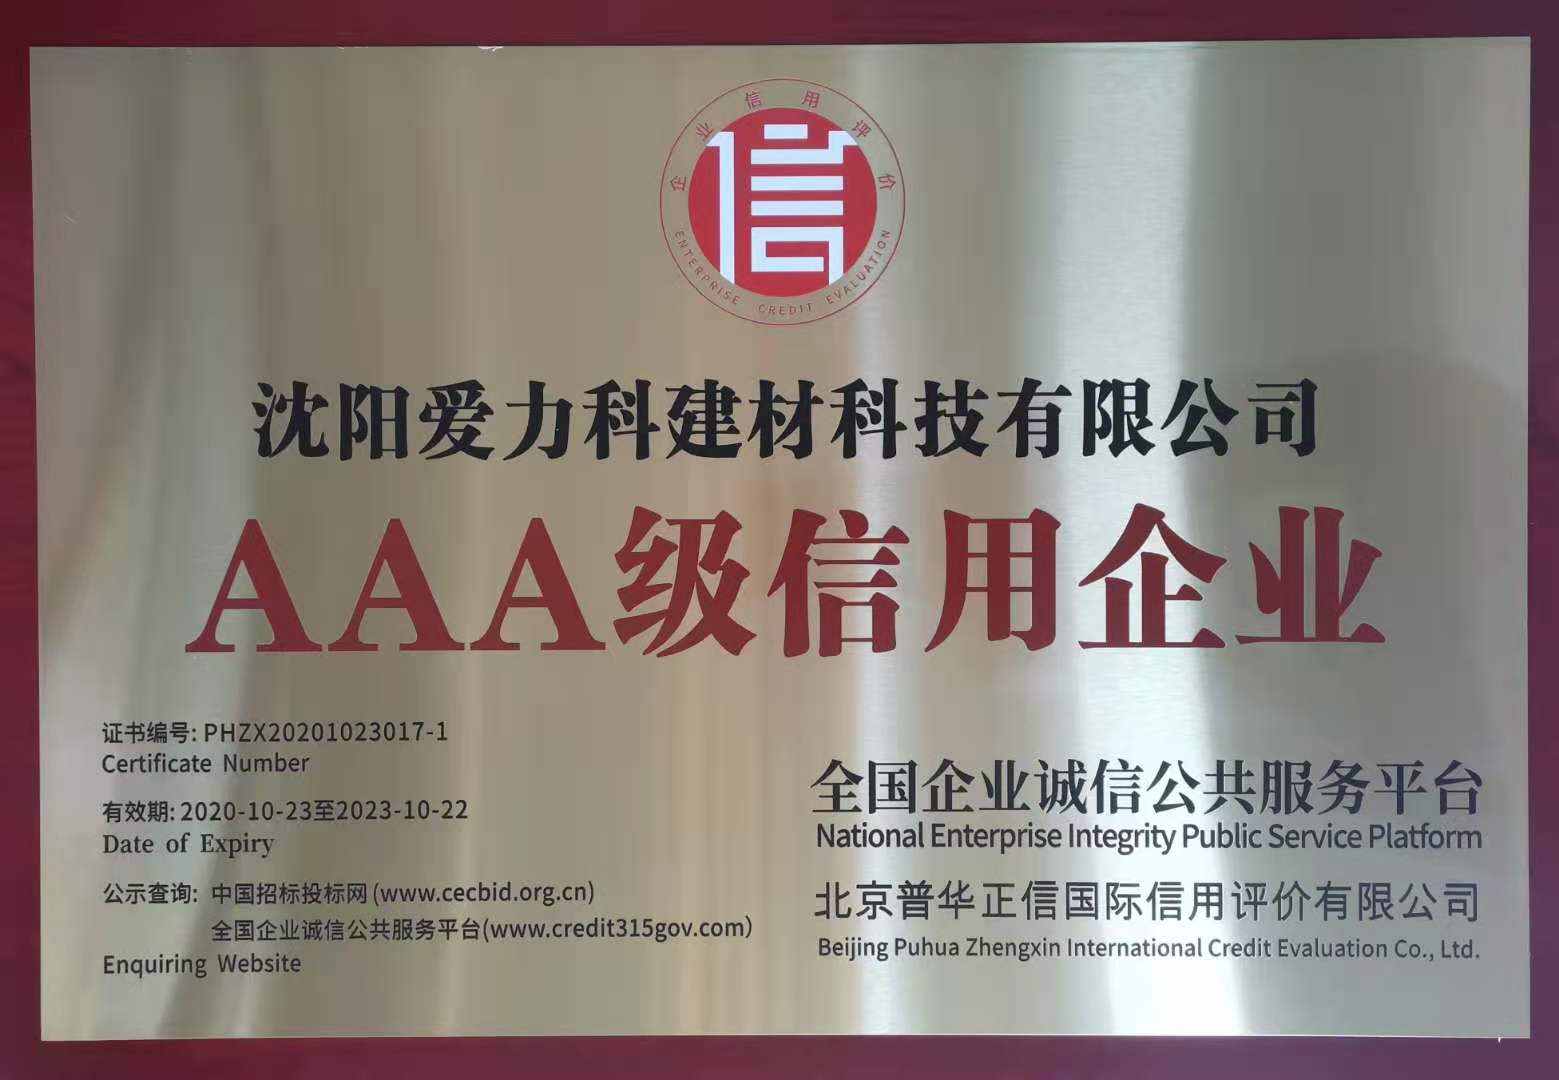 企业信用评价
信
ENTERPRISE CREDIT EVALUATION
沈阳爱力科建材科技有限公司
AAA级信用企业
证书编号: PHZX20201023017-1
Certificate Number
有效期: 2020-10-23至2023-10-22
Date of Expiry
公示查询: 中国招标投标网 (www.cecbid.org.cn)
全国企业诚信公共服务平台(www.credit315gov.com)
Enquiring Website
全国企业诚信公共服务平台
National Enterprise Integrity Public Service Platform
北京普华正信国际信用评价有限公司
Beijing Puhua Zhengxin International Credit Evaluation Co., Ltd.